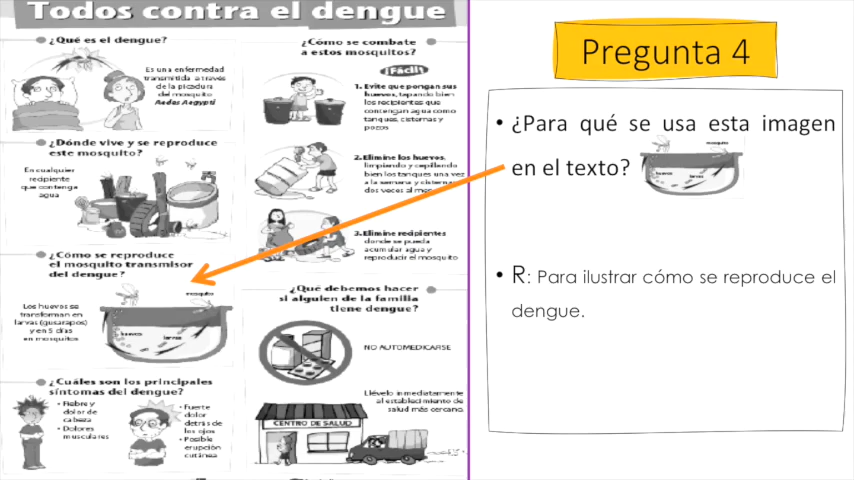 Todos contra el dengue
¿Qué es el dengue?
Es una enfermedad
transmitida a través
de la picadura
del mosquito
Aedes Aegypti
¿Dónde vive y se reproduce
este mosquito?
En cualquier
recipiente
que contenga
agua
¿Cómo se reproduce
el mosquito transmisor
del dengue?
Los huevos se
transforman en
larvas (gusarapos)
y en 5 días
en mosquitos
mosquito
huevos
larvas
¿Cuáles son los principales
síntomas del dengue?
• Fiebre y
dolor de
cabeza
• Dolores
musculares
• Fuerte
dolor
detrás de
los ojos
• Posible
erupción
cutánea
¿Cómo se combate
a estos mosquitos?
¡Fácil!
1. Evite que pongan sus
huevos, tapando bien
los recipientes que
contengan agua como
tanques, cisternas y
pozos
2. Elimine los huevos,
limpiando y cepillando
bien los tanques una vez
a la semana y cisternas
dos veces al mes
3. Elimine recipientes
donde se pueda
acumular agua y
reproducir el mosquito
¿Qué debemos hacer
si alguien de la familia
tiene dengue?
NO AUTOMEDICARSE
Llévelo inmediatamente
al establecimiento de
salud más cercano.
CENTRO DE SALUD
Pregunta 4
• ¿Para qué se usa esta imagen
en el texto?
mosquito
huevos
larvas
• R: Para ilustrar cómo se reproduce el
dengue.